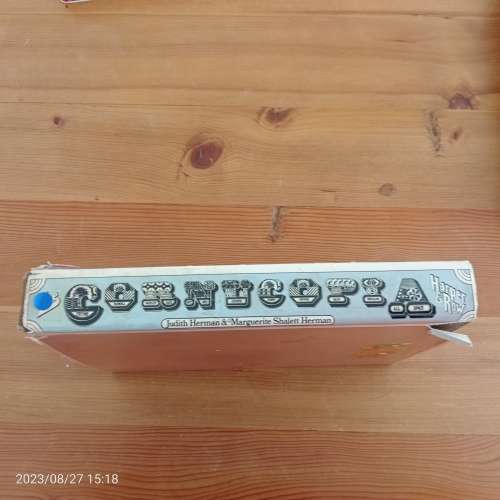 CORNUCOPIA
Harper
& Row
Judith Herman & Marguerite Shalett Herman
2023/08/27 15:18